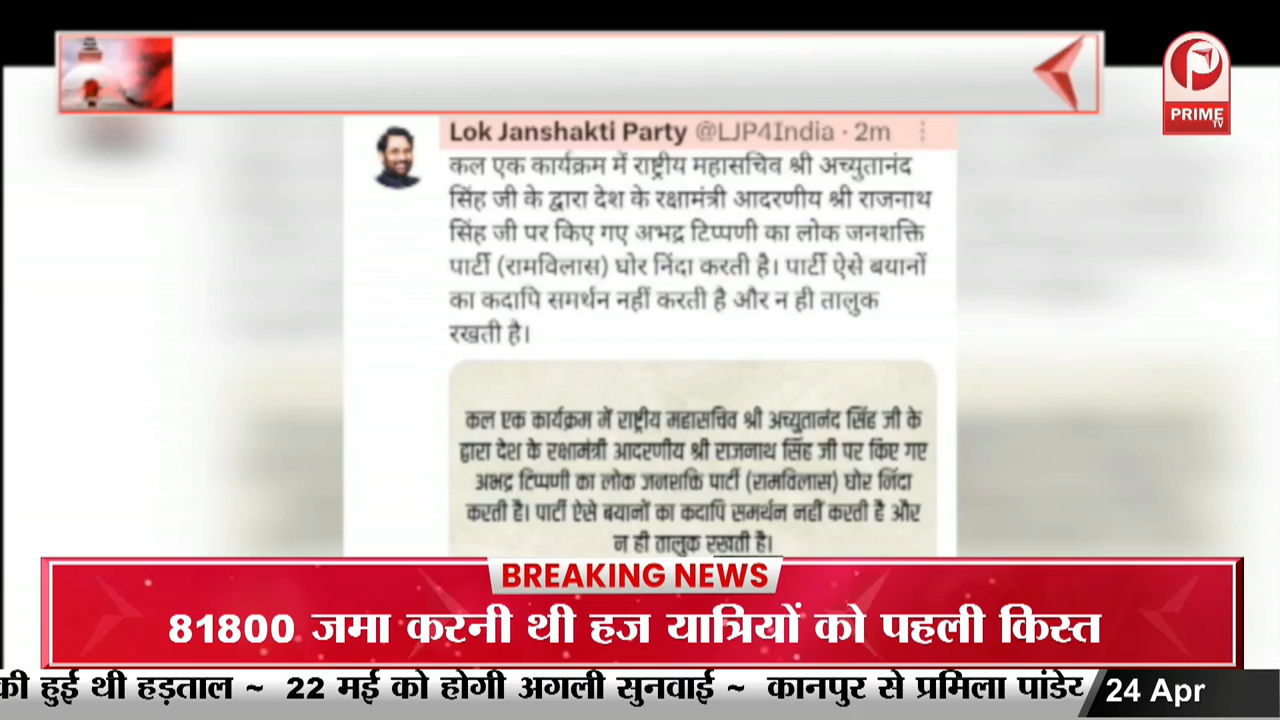 PRIME
TV
Lok Janshakti Party @LJP4India · 2m
कल एक कार्यक्रम में राष्ट्रीय महासचिव श्री अच्युतानंद
सिंह जी के द्वारा देश के रक्षामंत्री आदरणीय श्री राजनाथ
सिंह जी पर किए गए अभद्र टिप्पणी का लोक जनशक्ति
पार्टी (रामविलास) घोर निंदा करती है। पार्टी ऐसे बयानों
का कदापि समर्थन नहीं करती है और न ही तालुक
रखती है।
कल एक कार्यक्रम में राष्ट्रीय महासचिव श्री अच्युतानंद सिंह जी के
द्वारा देश के रक्षामंत्री आदरणीय श्री राजनाथ सिंह जी पर किए गए
अभद्र टिप्पणी का लोक जनशक्ति पार्टी (रामविलास) घोर निंदा
करती है। पार्टी ऐसे बयानों का कदापि समर्थन नहीं करती है और
न ही तालुक रखती है।
BREAKING NEWS
81800 जमा करनी थी हज यात्रियों को पहली किस्त
की हुई थी हड़ताल ~ 22 मई को होगी अगली सुनवाई ~ कानपुर से प्रमिला पांडेट
24 Apr